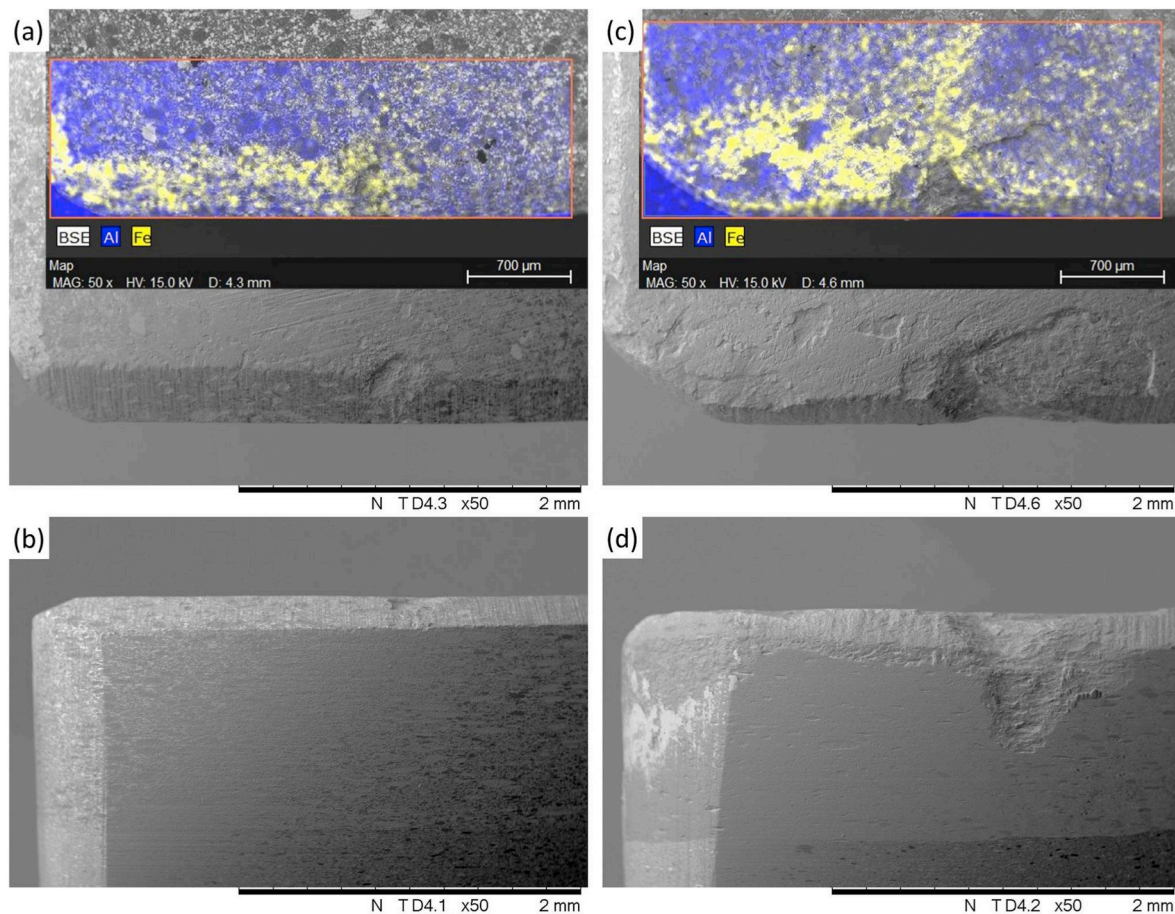 (a)
BSE Al Fe
Map
MAG: 50 x HV: 15.0 kV D: 4.3 mm
700 µm
N T D4.3 x50 2 mm
(c)
BSE Al Fe
Map
MAG: 50 x HV: 15.0 kV D: 4.6 mm
700 µm
N T D4.6 x50 2 mm
(b)
N T D4.1 x50 2 mm
(d)
N T D4.2 x50 2 mm